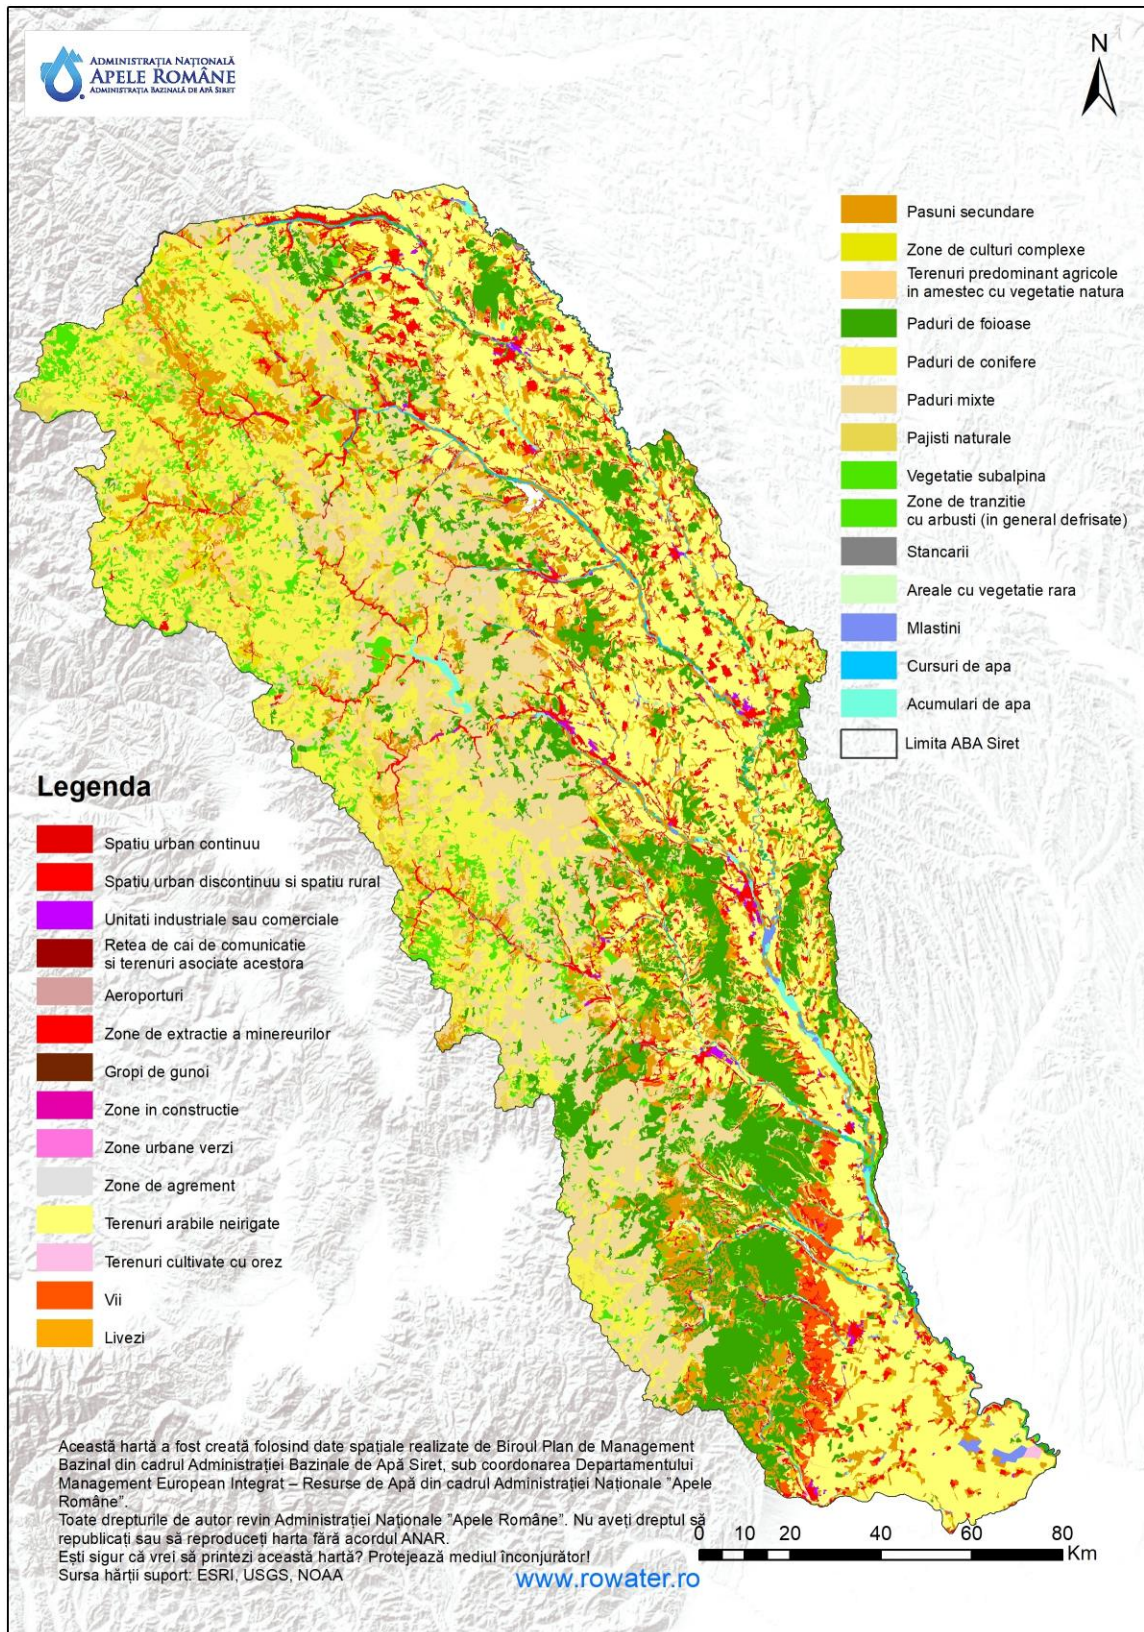 ADMINISTRAȚIA NAȚIONALĂ
APELE ROMÂNE
ADMINISTRAȚIA BAZINALĂ DE APĂ SIRET
N
Pasuni secundare
Zone de culturi complexe
Terenuri predominant agricole
in amestec cu vegetatie natura
Paduri de foioase
Paduri de conifere
Paduri mixte
Pajisti naturale
Vegetatie subalpina
Zone de tranzitie
cu arbusti (in general defrisate)
Stancarii
Areale cu vegetatie rara
Mlastini
Cursuri de apa
Acumulari de apa
Limita ABA Siret
Legenda
Spatiu urban continuu
Spatiu urban discontinuu si spatiu rural
Unitati industriale sau comerciale
Retea de cai de comunicatie
si terenuri asociate acestora
Aeroporturi
Zone de extractie a minereurilor
Gropi de gunoi
Zone in constructie
Zone urbane verzi
Zone de agrement
Terenuri arabile neirigate
Terenuri cultivate cu orez
Vii
Livezi
Această hartă a fost creată folosind date spațiale realizate de Biroul Plan de Management
Bazinal din cadrul Administrației Bazinale de Apă Siret, sub coordonarea Departamentului
Management European Integrat – Resurse de Apă din cadrul Administrației Naționale "Apele
Române".
Toate drepturile de autor revin Administrației Naționale "Apele Române". Nu aveți dreptul să
republicați sau să reproduceți harta fără acordul ANAR.
Ești sigur că vrei să printezi această hartă? Protejează mediul înconjurător!
Sursa hărții suport: ESRI, USGS, NOAA
www.rowater.ro
0 10 20 40 60 80
Km